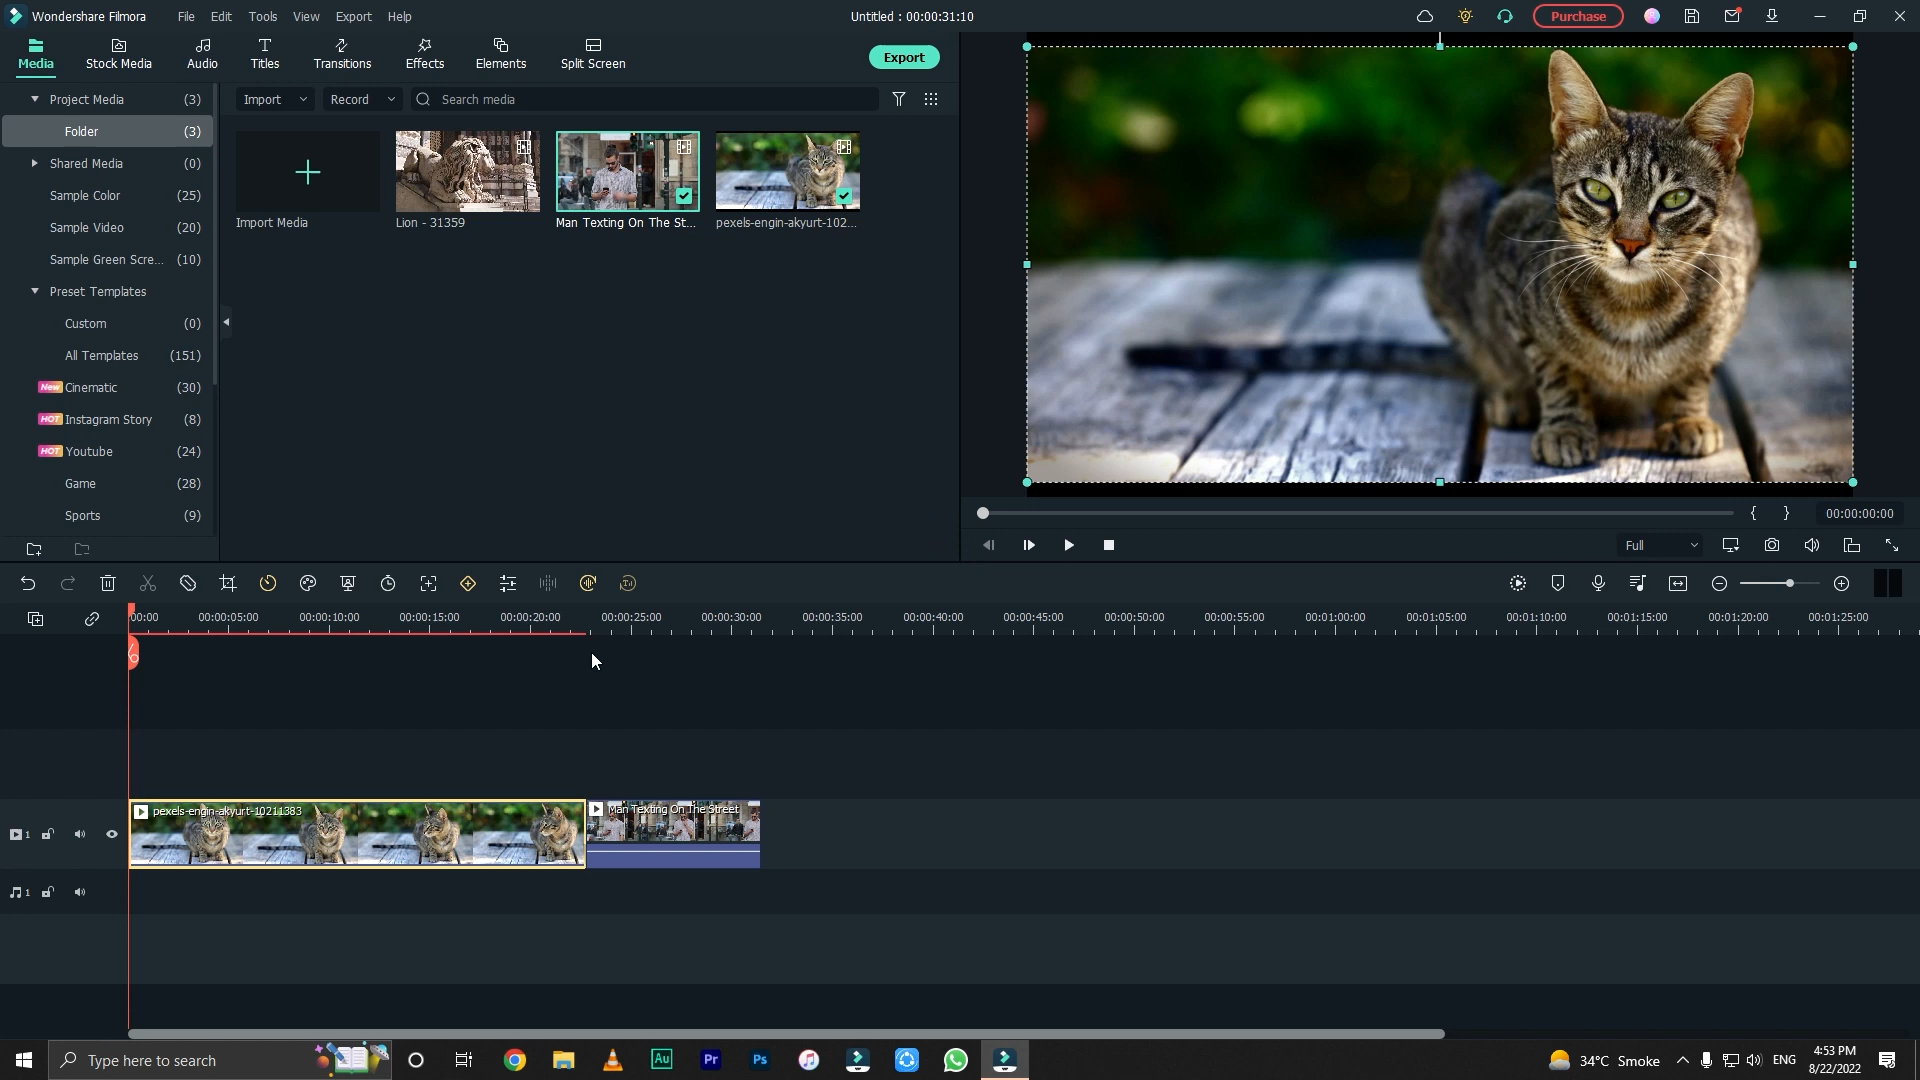 Wondershare Filmora
File Edit Tools View Export Help
Untitled : 00:00:31:10
Purchase
Media
Stock Media
Audio
Titles
Transitions
Effects
Elements
Split Screen
Export
Project Media (3)
Folder (3)
Shared Media (0)
Sample Color (25)
Sample Video (20)
Sample Green Scre... (10)
Preset Templates
Custom (0)
All Templates (151)
New Cinematic (30)
HOT Instagram Story (8)
HOT Youtube (24)
Game (28)
Sports (9)
Import
Record
Search media
Import Media
Lion - 31359
Man Texting On The St...
pexels-engin-akyurt-102...
{ } 00:00:00:00
Full
:00:00 00:00:05:00 00:00:10:00 00:00:15:00 00:00:20:00 00:00:25:00 00:00:30:00 00:00:35:00 00:00:40:00 00:00:45:00 00:00:50:00 00:00:55:00 00:01:00:00 00:01:05:00 00:01:10:00 00:01:15:00 00:01:20:00 00:01:25:00
pexels-engin-akyurt-10211383
Man Texting On The Street
1
1
Type here to search
Au
Pr
Ps
34°C Smoke
ENG
4:53 PM
8/22/2022